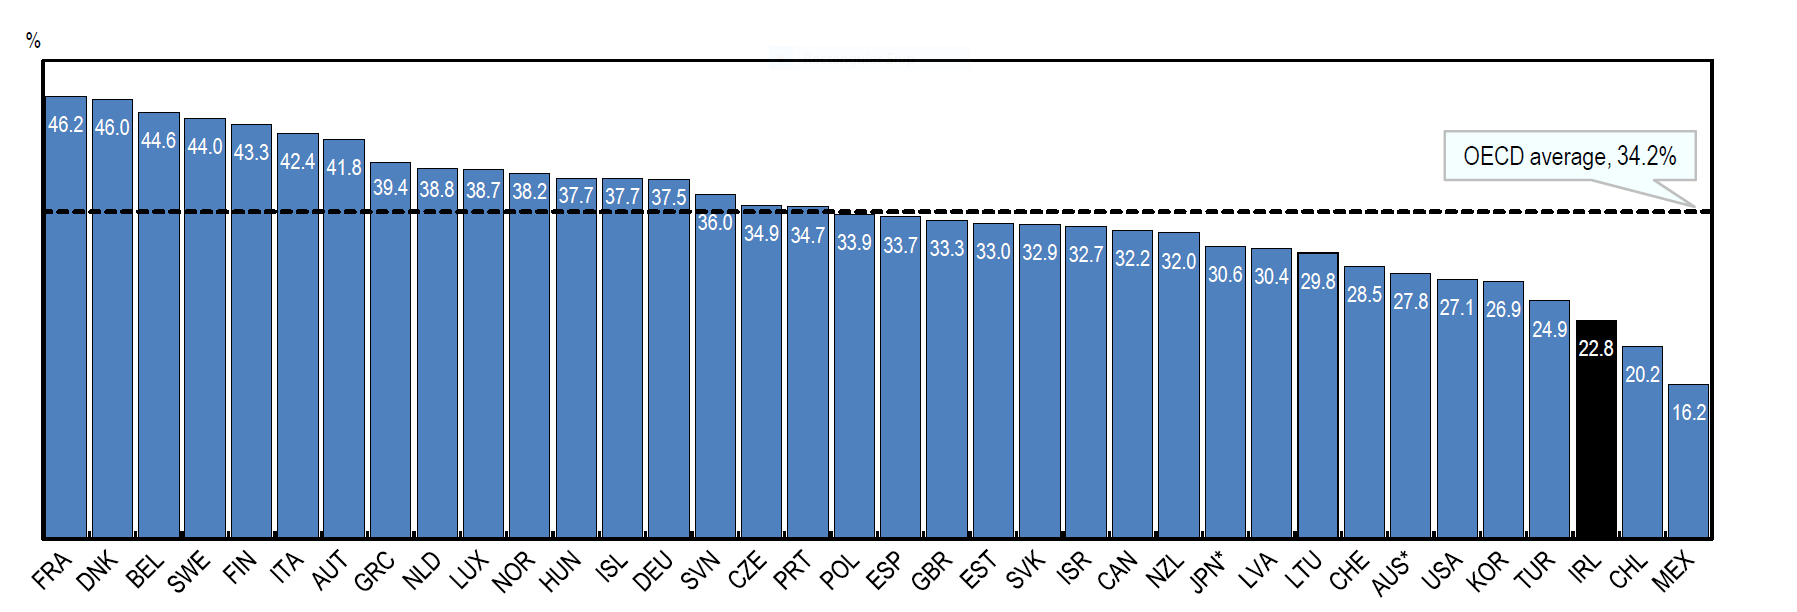 %
OECD average, 34.2%
46.2 46.0 44.6 44.0 43.3 42.4 41.8 39.4 38.8 38.7 38.2 37.7 37.7 37.5 36.0 34.9 34.7 33.9 33.7 33.3 33.0 32.9 32.7 32.2 32.0 30.6 30.4 29.8 28.5 27.8 27.1 26.9 24.9 22.8 20.2 16.2
FRA DNK BEL SWE FIN ITA AUT GRC NLD LUX NOR HUN ISL DEU SVN CZE PRT POL ESP GBR EST SVK ISR CAN NZL JPN* LVA LTU CHE AUS* USA KOR TUR IRL CHL MEX